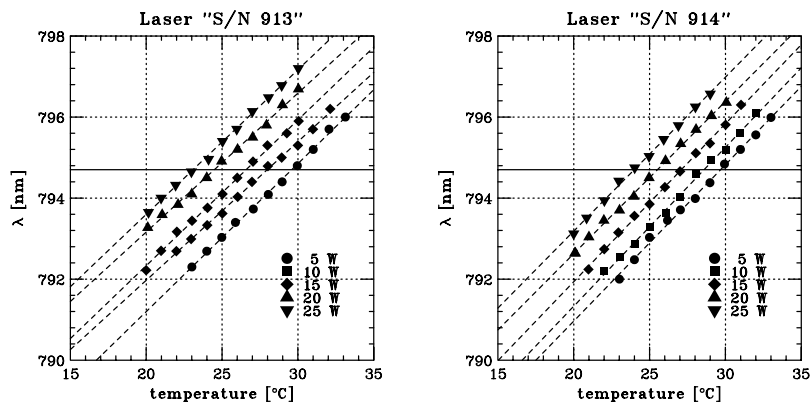 Laser "S/N 913"
798
796
794
792
790
λ [nm]
5 W
10 W
15 W
20 W
25 W
15 20 25 30 35
temperature [°C]
Laser "S/N 914"
798
796
794
792
790
λ [nm]
5 W
10 W
15 W
20 W
25 W
15 20 25 30 35
temperature [°C]